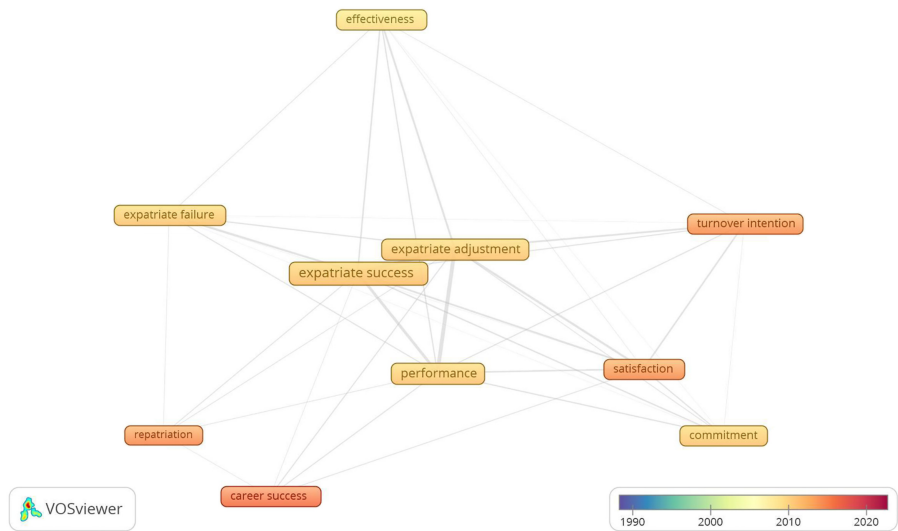 effectiveness
expatriate failure
turnover intention
expatriate adjustment
expatriate success
performance
satisfaction
repatriation
commitment
career success
VOSviewer
1990
2000
2010
2020